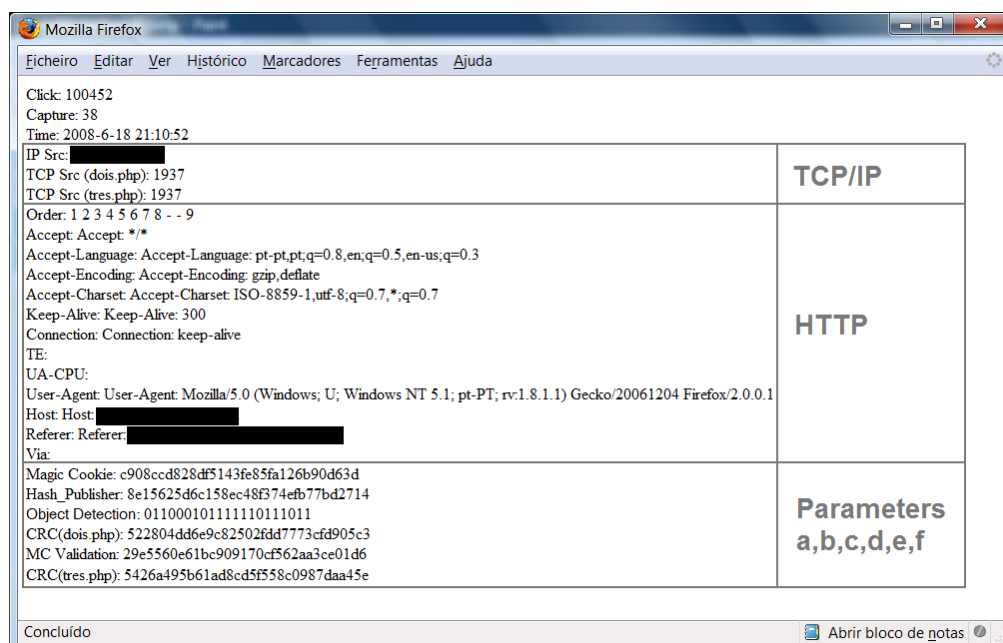 Mozilla Firefox
Ficheiro Editar Ver Histórico Marcadores Ferramentas Ajuda
Click: 100452
Capture: 38
Time: 2008-6-18 21:10:52
IP Src:
TCP Src (dois.php): 1937
TCP Src (tres.php): 1937
TCP/IP
Order: 1 2 3 4 5 6 7 8 - - 9
Accept: Accept: */*
Accept-Language: Accept-Language: pt-pt,pt;q=0.8,en;q=0.5,en-us;q=0.3
Accept-Encoding: Accept-Encoding: gzip,deflate
Accept-Charset: Accept-Charset: ISO-8859-1,utf-8;q=0.7,*;q=0.7
Keep-Alive: Keep-Alive: 300
Connection: Connection: keep-alive
TE:
UA-CPU:
User-Agent: User-Agent: Mozilla/5.0 (Windows; U; Windows NT 5.1; pt-PT; rv:1.8.1.1) Gecko/20061204 Firefox/2.0.0.1
Host: Host:
Referer: Referer:
Via:
HTTP
Magic Cookie: c908ccd828df5143fe85fa126b90d63d
Hash_Publisher: 8e15625d6c158ec48f374efb77bd2714
Object Detection: 011000101111110111011
CRC(dois.php): 522804dd6e9c82502fdd7773cfd905c3
MC Validation: 29e5560e61bc909170cf562aa3ce01d6
CRC(tres.php): 5426a495b61ad8cd5f558c0987daa45e
Parameters
a,b,c,d,e,f
Concluído
Abrir bloco de notas